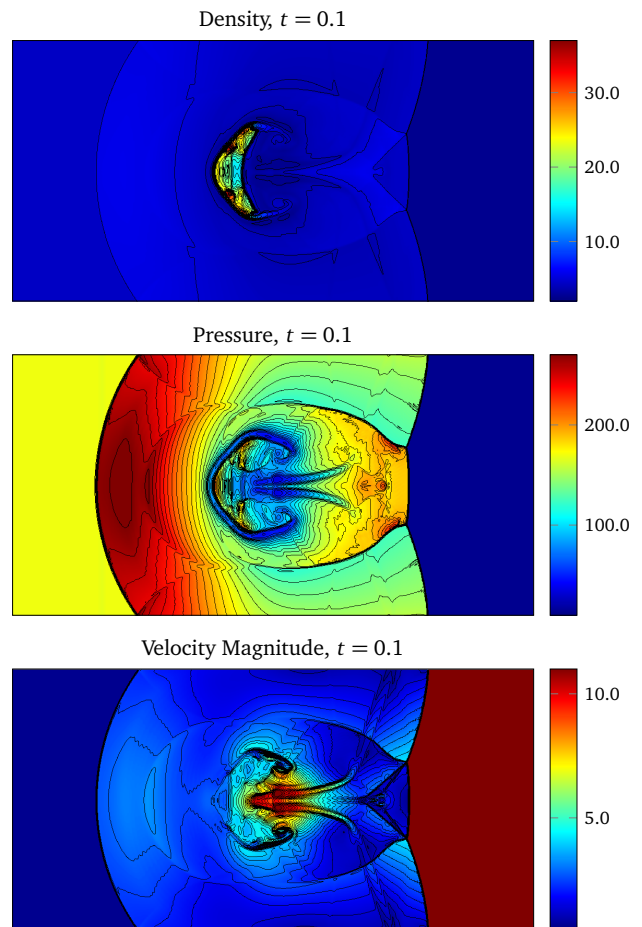 Density, t = 0.1
30.0
20.0
10.0
Pressure, t = 0.1
200.0
100.0
Velocity Magnitude, t = 0.1
10.0
5.0